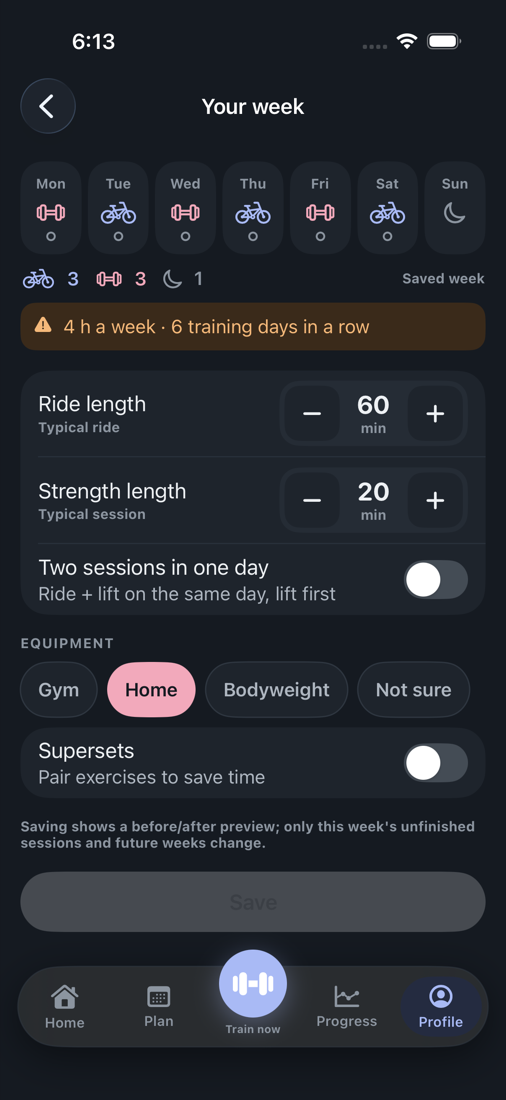 6:13
Your week
Mon Tue Wed Thu Fri Sat Sun
3 3 1 Saved week
4 h a week · 6 training days in a row
Ride length
Typical ride
60
min
Strength length
Typical session
20
min
Two sessions in one day
Ride + lift on the same day, lift first
EQUIPMENT
Gym Home Bodyweight Not sure
Supersets
Pair exercises to save time
Saving shows a before/after preview; only this week's unfinished
sessions and future weeks change.
Save
Home Plan Train now Progress Profile